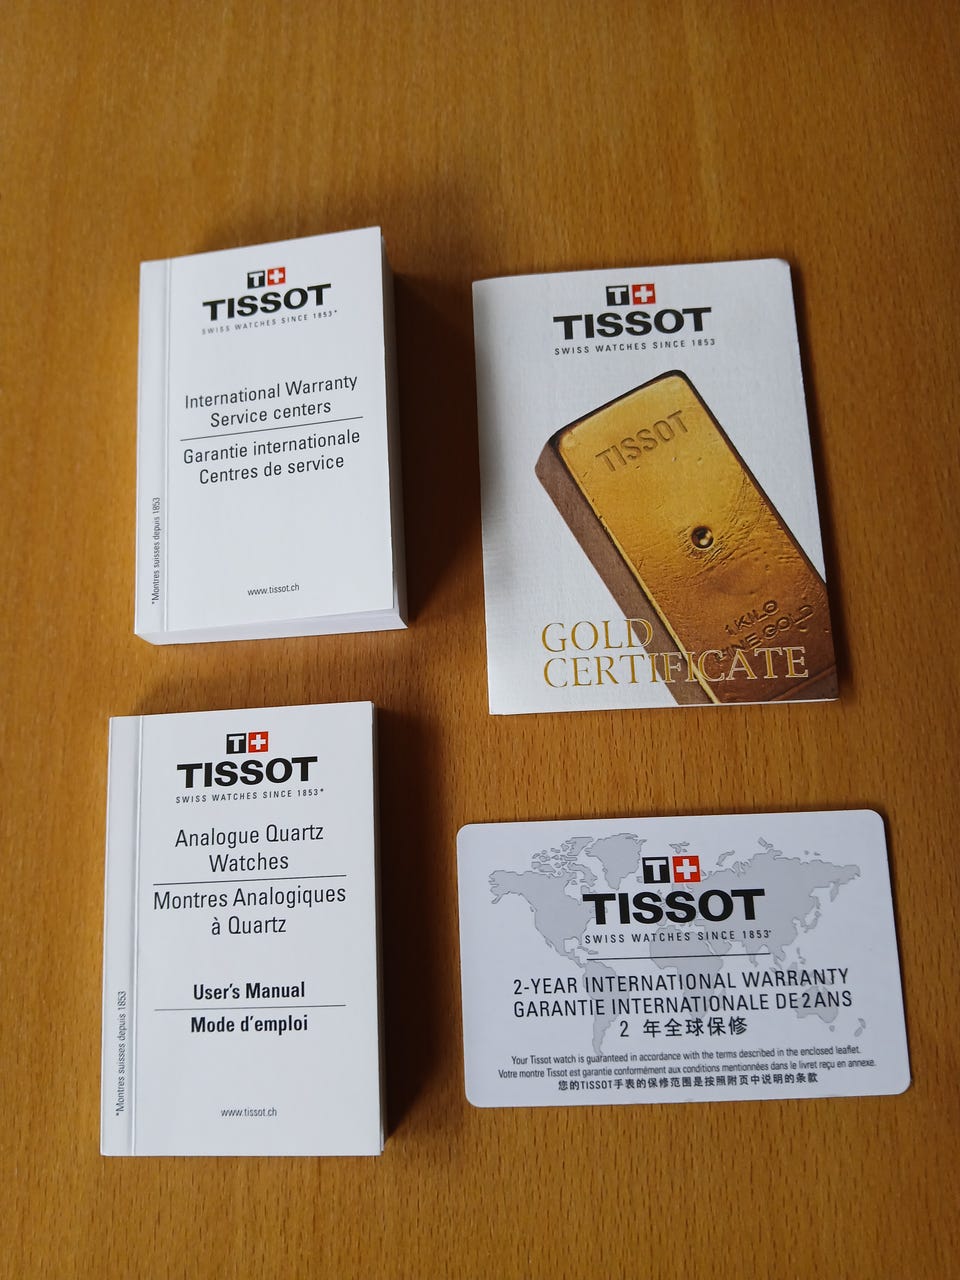 T+
TISSOT
SWISS WATCHES SINCE 1853*
International Warranty
Service centers
Garantie internationale
Centres de service
*Montres suisses depuis 1853
www.tissot.ch
T+
TISSOT
SWISS WATCHES SINCE 1853
TISSOT
1 KILO
FINE GOLD
GOLD
CERTIFICATE
T+
TISSOT
SWISS WATCHES SINCE 1853*
Analogue Quartz
Watches
Montres Analogiques
à Quartz
User's Manual
Mode d'emploi
*Montres suisses depuis 1853
www.tissot.ch
T+
TISSOT
SWISS WATCHES SINCE 1853*
2-YEAR INTERNATIONAL WARRANTY
GARANTIE INTERNATIONALE DE 2 ANS
2 年全球保修
Your Tissot watch is guaranteed in accordance with the terms described in the enclosed leaflet.
Votre montre Tissot est garantie conformément aux conditions mentionnées dans le livret reçu en annexe.
您的TISSOT手表的保修范围是按照附页中说明的条款